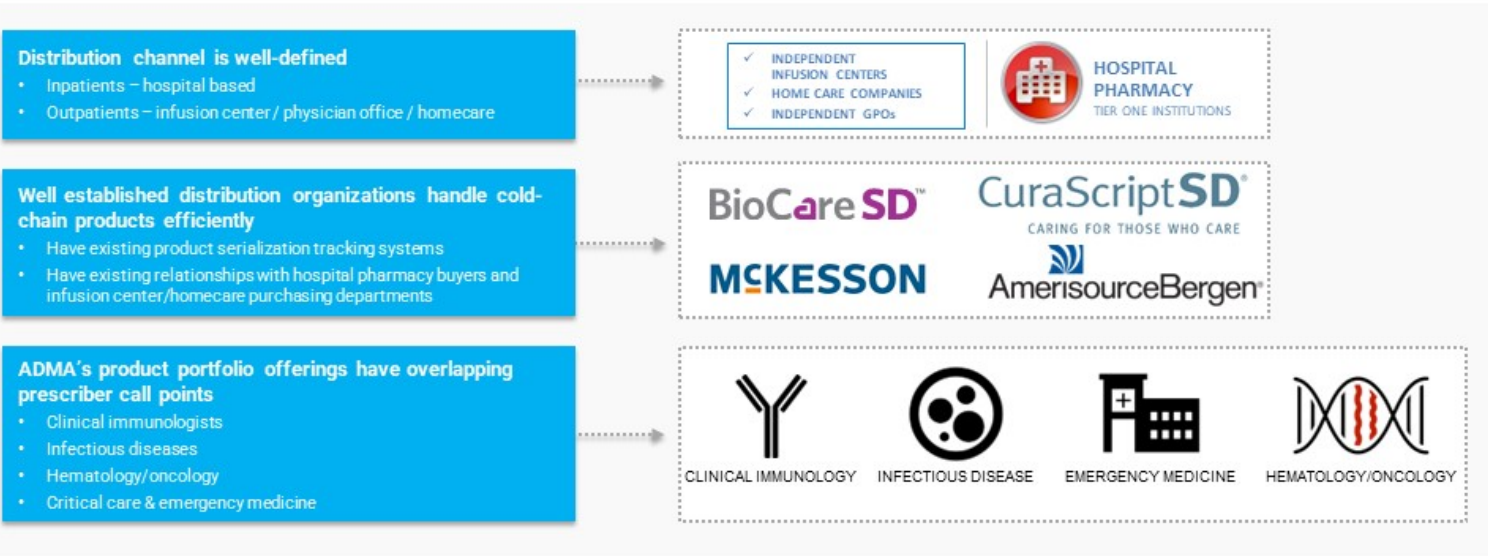 Distribution channel is well-defined
• Inpatients – hospital based
• Outpatients – infusion center / physician office / homecare
✓ INDEPENDENT
INFUSION CENTERS
✓ HOME CARE COMPANIES
✓ INDEPENDENT GPOs
HOSPITAL
PHARMACY
TIER ONE INSTITUTIONS
Well established distribution organizations handle cold-
chain products efficiently
• Have existing product serialization tracking systems
• Have existing relationships with hospital pharmacy buyers and
infusion center/homecare purchasing departments
BioCare SD™
CuraScript SD®
CARING FOR THOSE WHO CARE
MCKESSON
AmerisourceBergen®
ADMA's product portfolio offerings have overlapping
prescriber call points
• Clinical immunologists
• Infectious diseases
• Hematology/oncology
• Critical care & emergency medicine
CLINICAL IMMUNOLOGY
INFECTIOUS DISEASE
EMERGENCY MEDICINE
HEMATOLOGY/ONCOLOGY